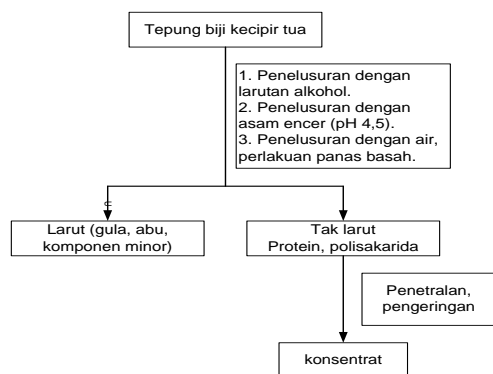 Tepung biji kecipir tua
1. Penelusuran dengan
larutan alkohol.
2. Penelusuran dengan
asam encer (pH 4,5).
3. Penelusuran dengan air,
perlakuan panas basah.
Larut (gula, abu,
komponen minor)
Tak larut
Protein, polisakarida
Penetralan,
pengeringan
konsentrat